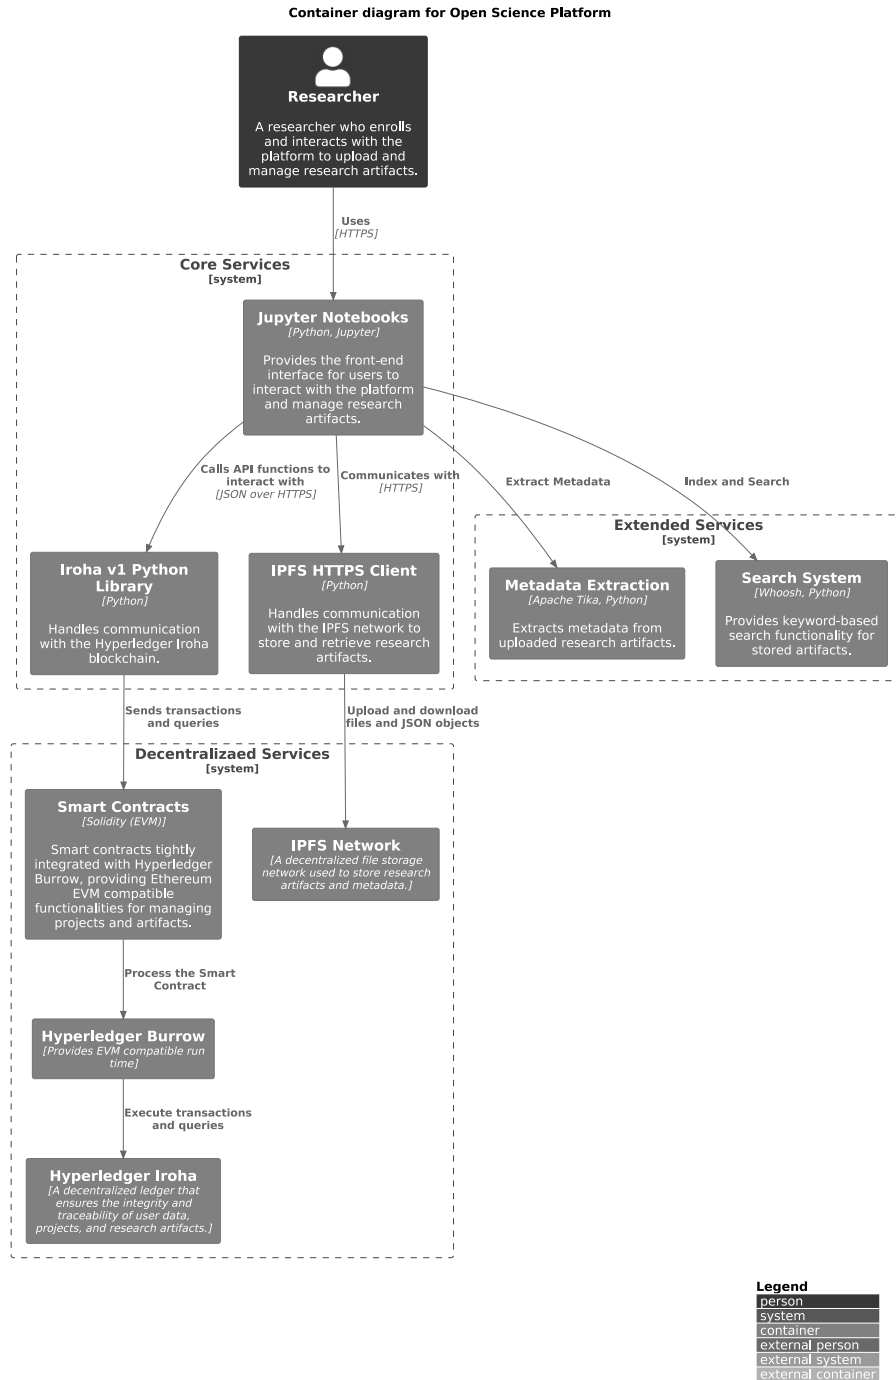 Container diagram for Open Science Platform
Researcher
A researcher who enrolls
and interacts with the
platform to upload and
manage research artifacts.
Uses
[HTTPS]
Core Services
[system]
Jupyter Notebooks
[Python, Jupyter]
Provides the front-end
interface for users to
interact with the platform
and manage research
artifacts.
Calls API functions to
interact with
[JSON over HTTPS]
Communicates with
[HTTPS]
Extract Metadata
Index and Search
Extended Services
[system]
Iroha v1 Python
Library
[Python]
Handles communication
with the Hyperledger Iroha
blockchain.
IPFS HTTPS Client
[Python]
Handles communication
with the IPFS network to
store and retrieve research
artifacts.
Metadata Extraction
[Apache Tika, Python]
Extracts metadata from
uploaded research artifacts.
Search System
[Whoosh, Python]
Provides keyword-based
search functionality for
stored artifacts.
Sends transactions
and queries
Upload and download
files and JSON objects
Decentralizaed Services
[system]
Smart Contracts
[Solidity (EVM)]
Smart contracts tightly
integrated with Hyperledger
Burrow, providing Ethereum
EVM compatible
functionalities for managing
projects and artifacts.
IPFS Network
[A decentralized file storage
network used to store research
artifacts and metadata.]
Process the Smart
Contract
Hyperledger Burrow
[Provides EVM compatible run
time]
Execute transactions
and queries
Hyperledger Iroha
[A decentralized ledger that
ensures the integrity and
traceability of user data,
projects, and research artifacts.]
Legend
person
system
container
external person
external system
external container